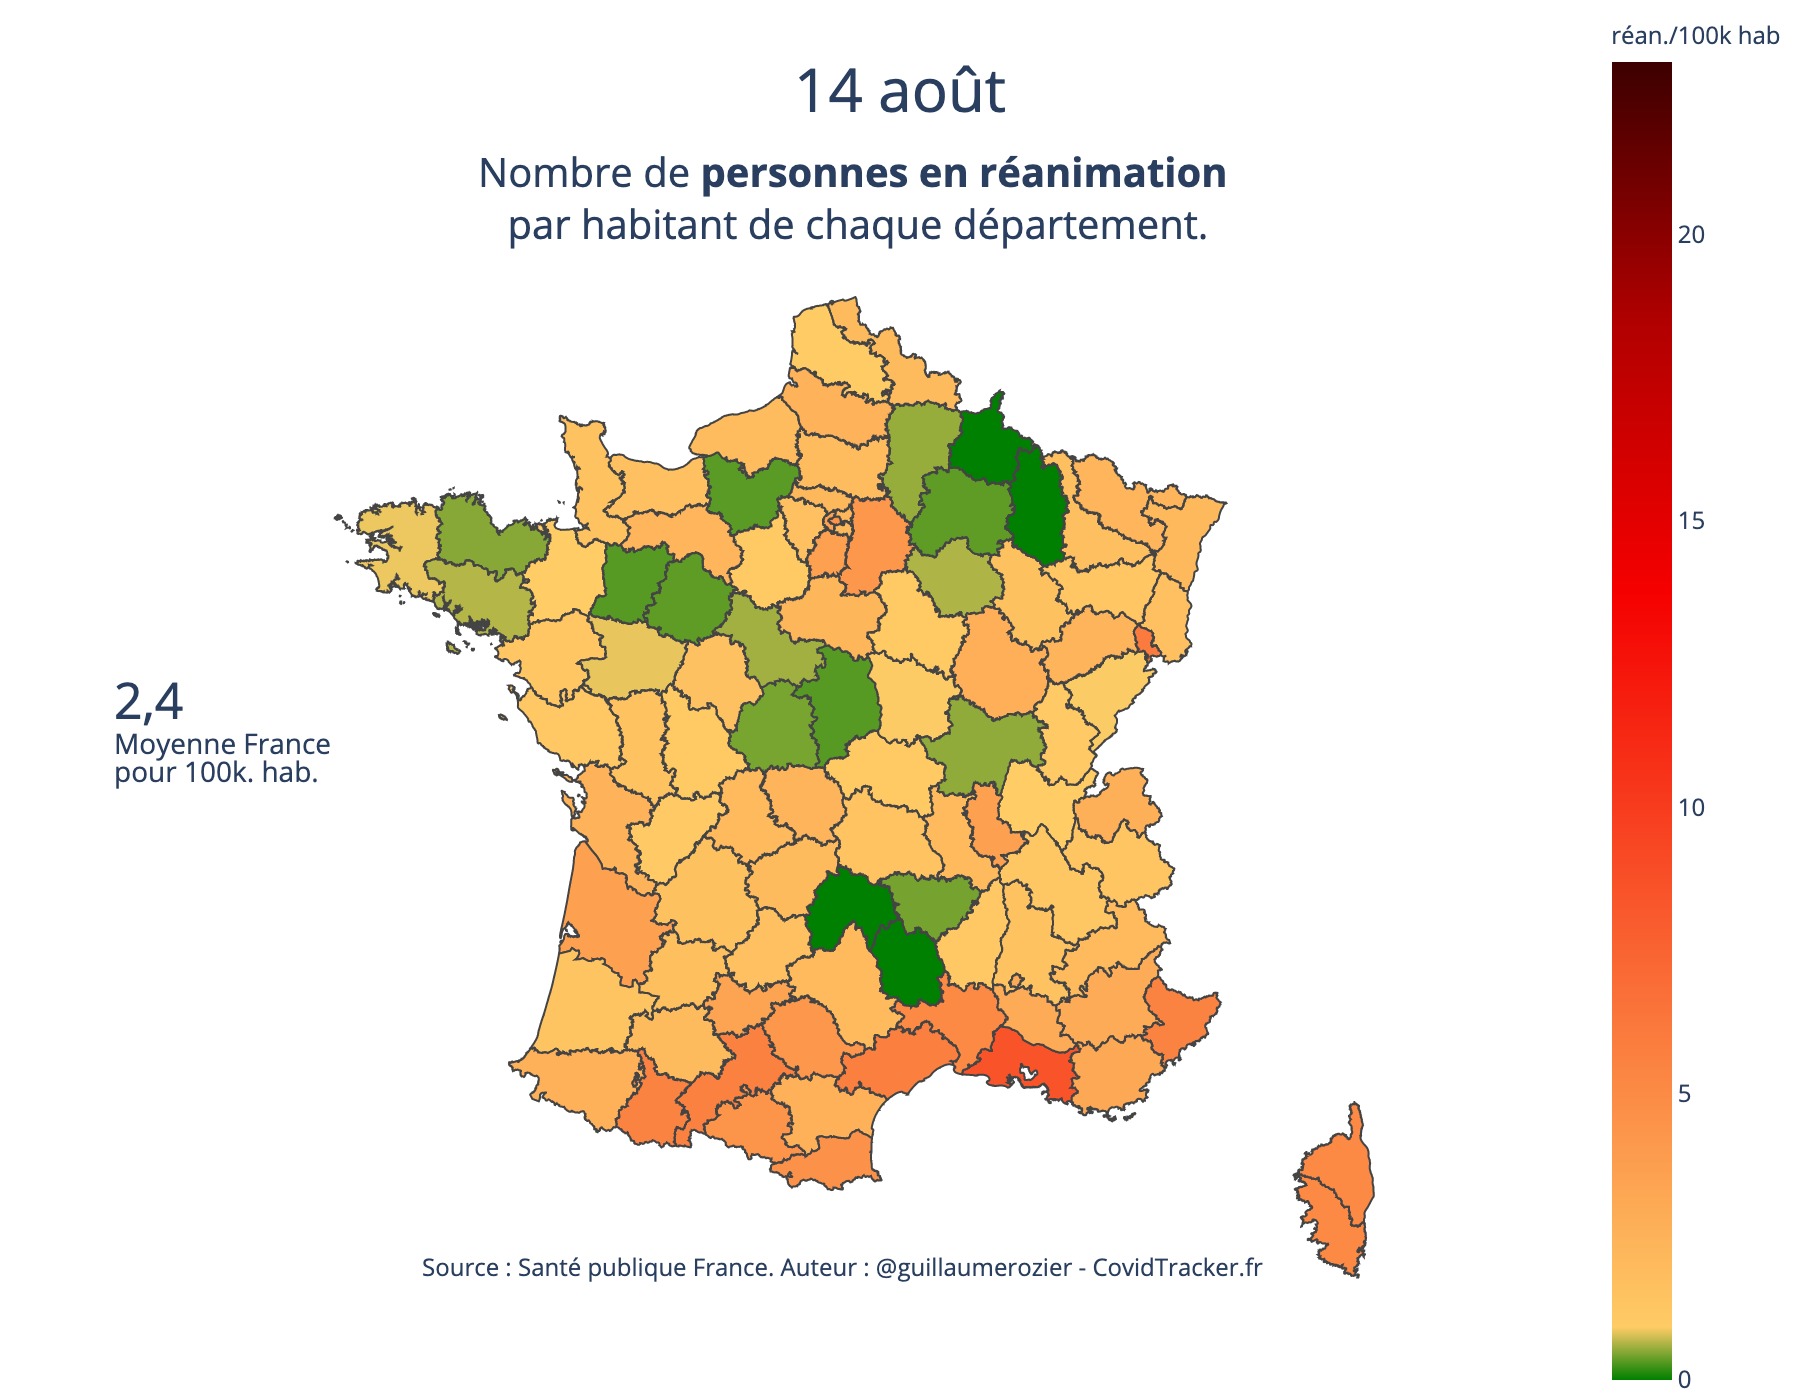 réan./100k hab
14 août
Nombre de personnes en réanimation
par habitant de chaque département.
20
15
2,4
Moyenne France
pour 100k. hab.
10
5
Source : Santé publique France. Auteur : @guillaumerozier - CovidTracker.fr
0